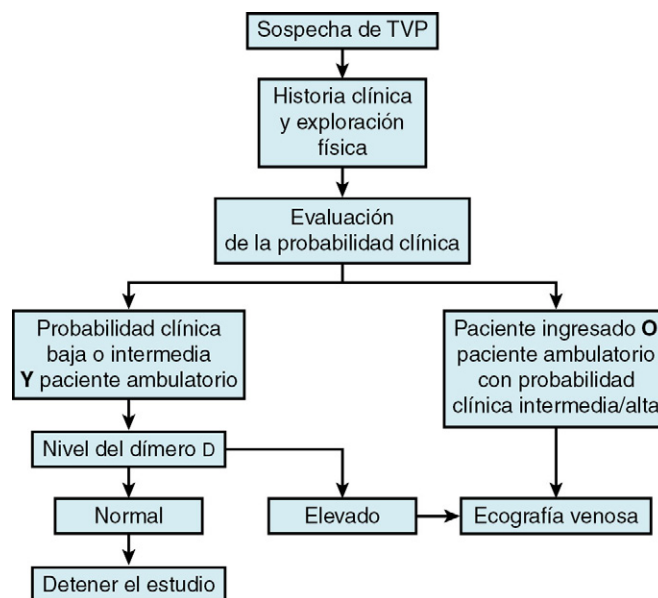 Sospecha de TVP
Historia clínica
y exploración
física
Evaluación
de la probabilidad clínica
Probabilidad clínica
baja o intermedia
Y paciente ambulatorio
Paciente ingresado O
paciente ambulatorio
con probabilidad
clínica intermedia/alta
Nivel del dímero D
Normal
Elevado
Ecografía venosa
Detener el estudio